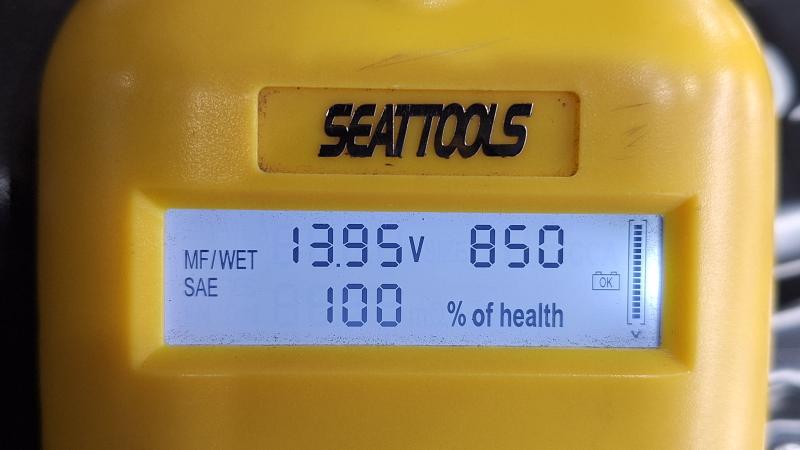 SEATTOOLS
MF/WET 13.95V 850
SAE 100 % of health
OK